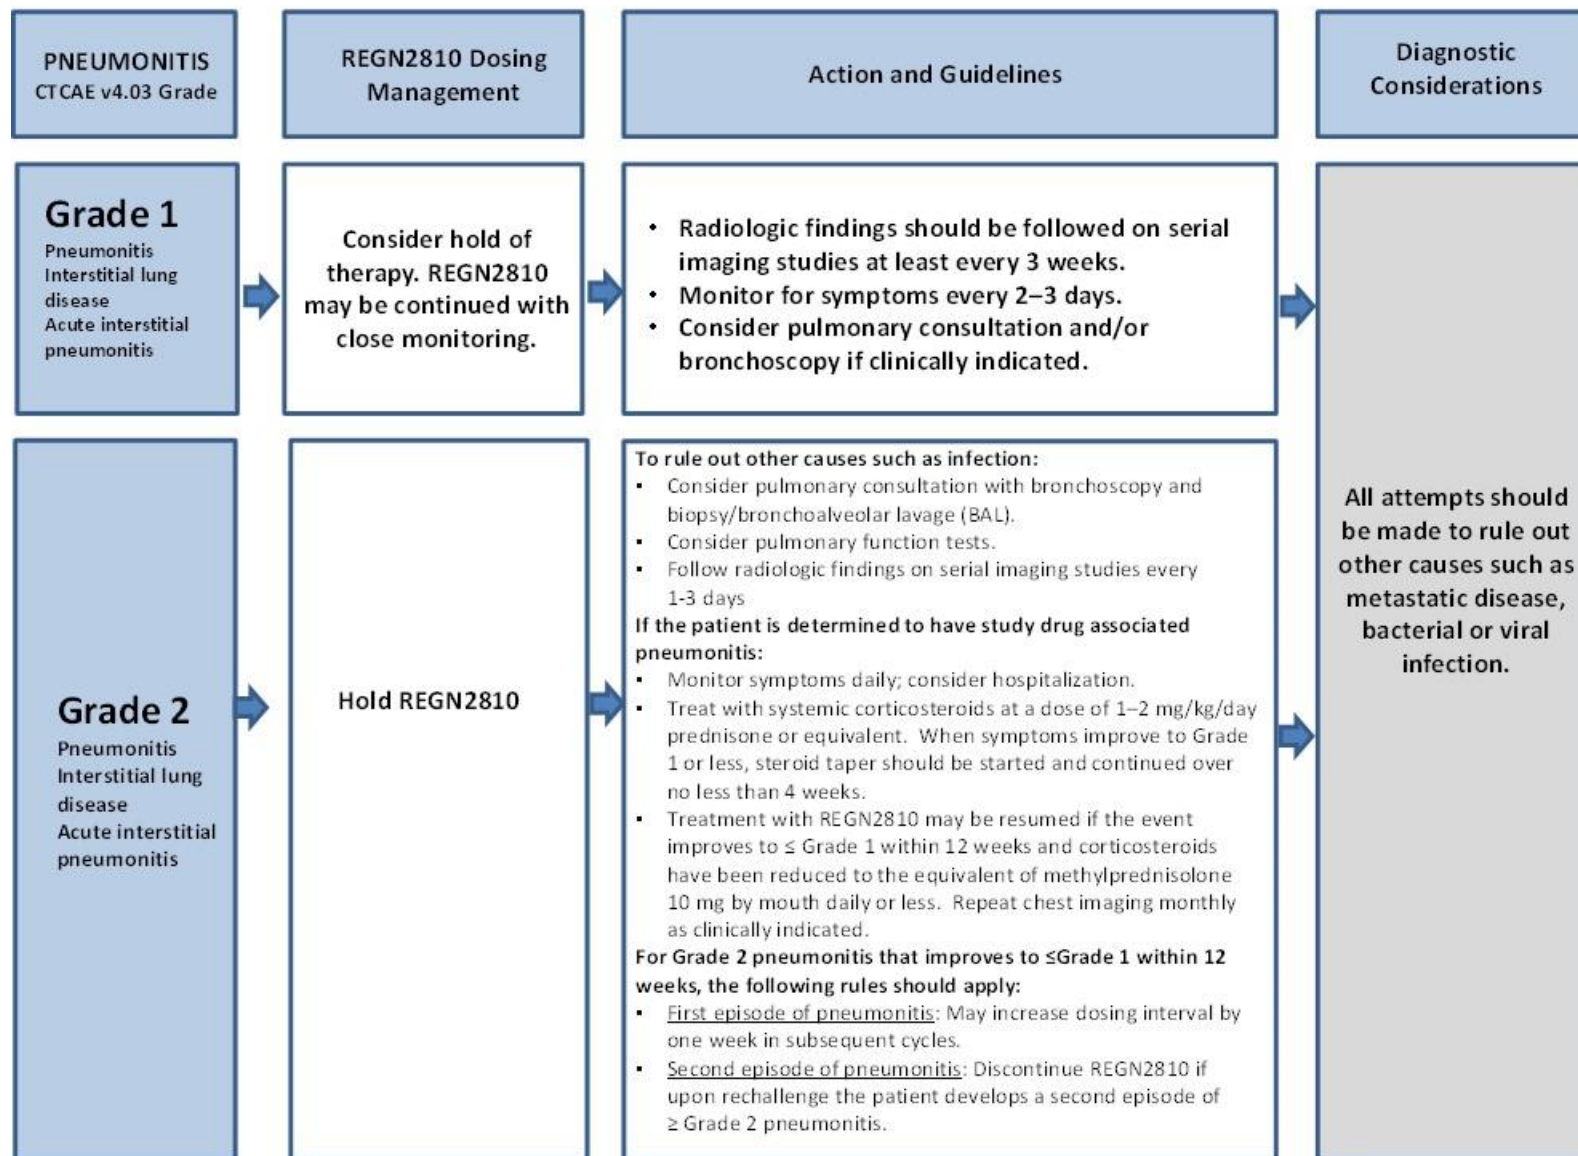 PNEUMONITIS
CTCAE v4.03 Grade
REGN2810 Dosing
Management
Action and Guidelines
Diagnostic
Considerations
Grade 1
Pneumonitis
Interstitial lung
disease
Acute interstitial
pneumonitis
Consider hold of
therapy. REGN2810
may be continued with
close monitoring.
• Radiologic findings should be followed on serial
imaging studies at least every 3 weeks.
• Monitor for symptoms every 2–3 days.
• Consider pulmonary consultation and/or
bronchoscopy if clinically indicated.
Grade 2
Pneumonitis
Interstitial lung
disease
Acute interstitial
pneumonitis
Hold REGN2810
To rule out other causes such as infection:
▪ Consider pulmonary consultation with bronchoscopy and
biopsy/bronchoalveolar lavage (BAL).
▪ Consider pulmonary function tests.
▪ Follow radiologic findings on serial imaging studies every
1-3 days
If the patient is determined to have study drug associated
pneumonitis:
▪ Monitor symptoms daily; consider hospitalization.
▪ Treat with systemic corticosteroids at a dose of 1–2 mg/kg/day
prednisone or equivalent. When symptoms improve to Grade
1 or less, steroid taper should be started and continued over
no less than 4 weeks.
▪ Treatment with REGN2810 may be resumed if the event
improves to ≤ Grade 1 within 12 weeks and corticosteroids
have been reduced to the equivalent of methylprednisolone
10 mg by mouth daily or less. Repeat chest imaging monthly
as clinically indicated.
For Grade 2 pneumonitis that improves to ≤Grade 1 within 12
weeks, the following rules should apply:
▪ First episode of pneumonitis: May increase dosing interval by
one week in subsequent cycles.
▪ Second episode of pneumonitis: Discontinue REGN2810 if
upon rechallenge the patient develops a second episode of
≥ Grade 2 pneumonitis.
All attempts should
be made to rule out
other causes such as
metastatic disease,
bacterial or viral
infection.